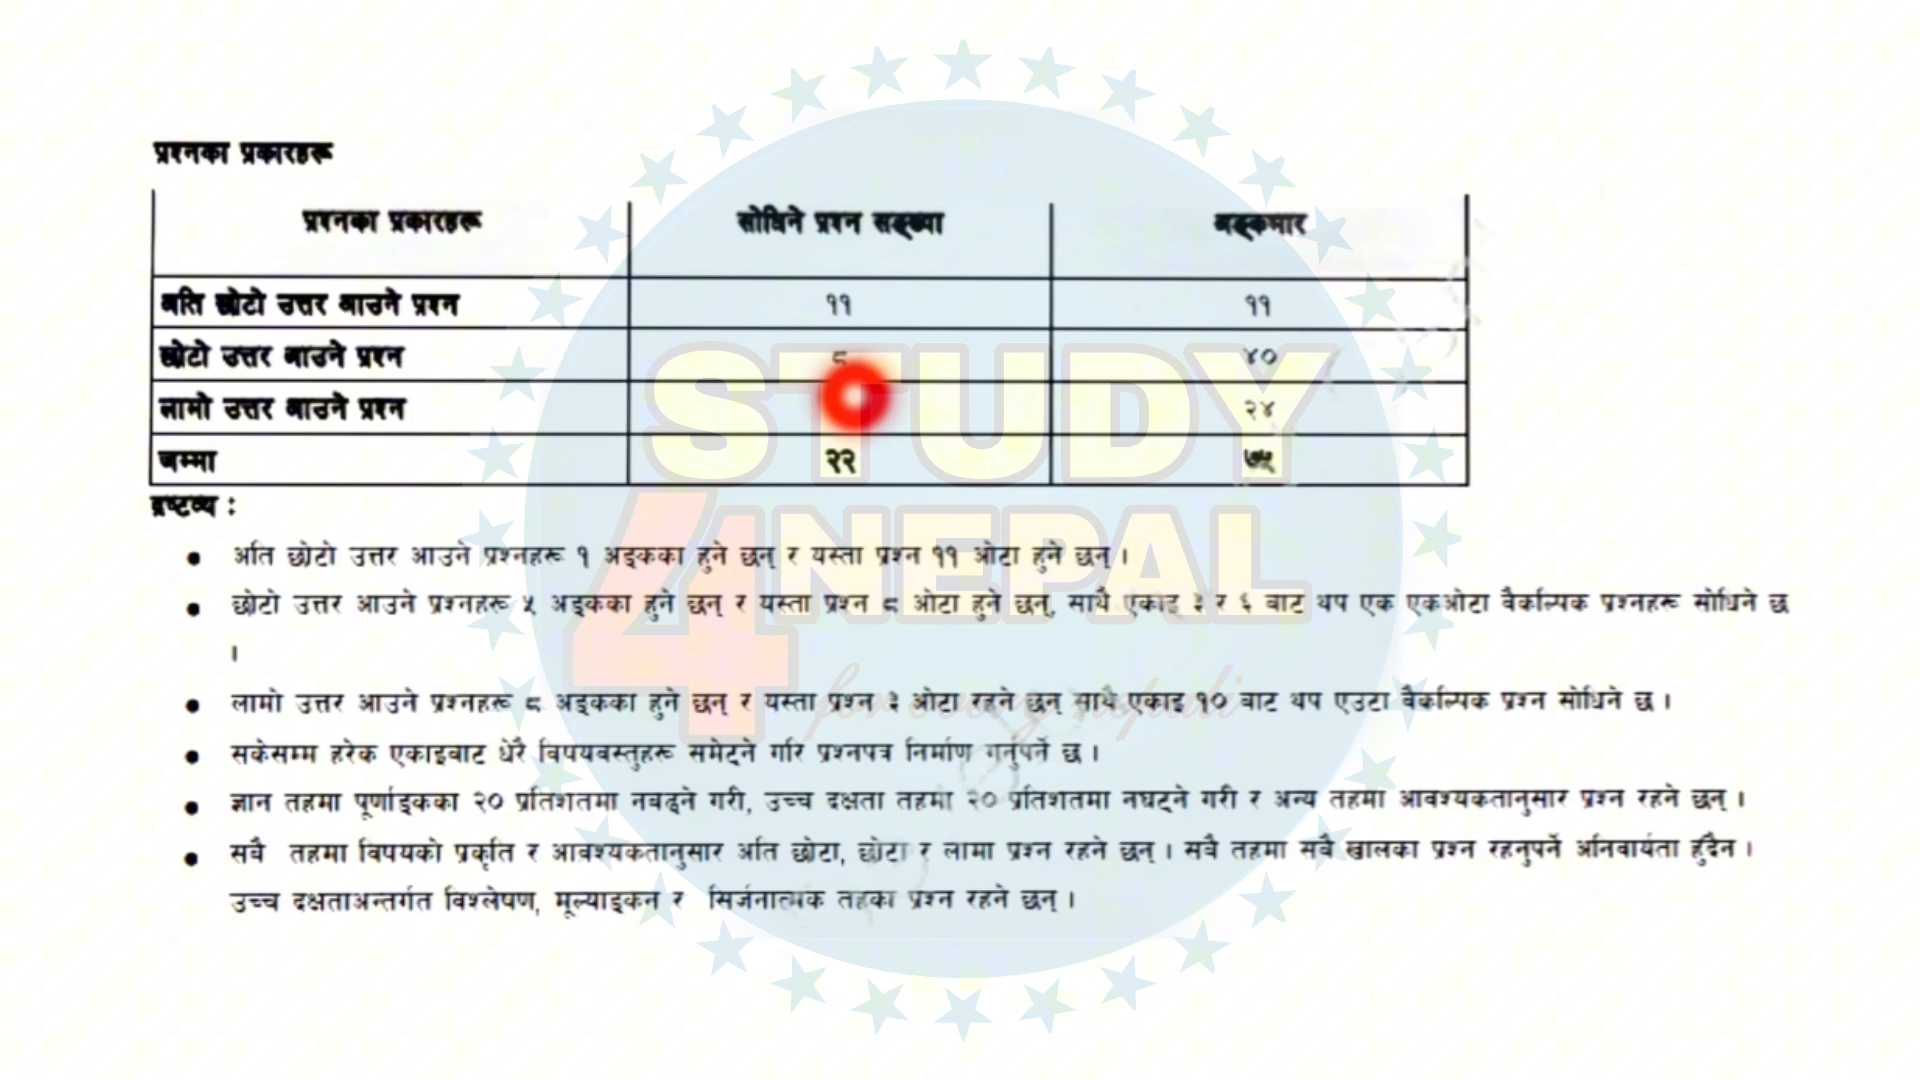 प्रश्नका प्रकारहरू
प्रश्नका प्रकारहरू सोधिने प्रश्न सङ्ख्या अङ्कभार
अति छोटो उत्तर आउने प्रश्न ११ ११
छोटो उत्तर आउने प्रश्न ८ ४०
लामो उत्तर आउने प्रश्न २४
जम्मा २२ ७५
द्रष्टव्य :
● अति छोटो उत्तर आउने प्रश्नहरू १ अङ्कका हुने छन् र यस्ता प्रश्न ११ ओटा हुने छन् ।
● छोटो उत्तर आउने प्रश्नहरू ५ अङ्कका हुने छन् र यस्ता प्रश्न ८ ओटा हुने छन्, साथै एकाइ ३ र ६ बाट थप एक एकओटा वैकल्पिक प्रश्नहरू सोधिने छ
।
● लामो उत्तर आउने प्रश्नहरू ८ अङ्कका हुने छन् र यस्ता प्रश्न ३ ओटा रहने छन् साथै एकाइ १० बाट थप एउटा वैकल्पिक प्रश्न सोधिने छ ।
● सकेसम्म हरेक एकाइबाट धेरै विषयवस्तुहरू समेट्ने गरि प्रश्नपत्र निर्माण गर्नुपर्ने छ ।
● ज्ञान तहमा पूर्णाङ्कका २० प्रतिशतमा नबढ्ने गरी, उच्च दक्षता तहमा २० प्रतिशतमा नघट्ने गरी र अन्य तहमा आवश्यकतानुसार प्रश्न रहने छन् ।
● सबै तहमा विषयको प्रकृति र आवश्यकतानुसार अति छोटा, छोटा र लामा प्रश्न रहने छन् । सबै तहमा सबै खालका प्रश्न रहनुपर्ने अनिवार्यता हुँदैन ।
उच्च दक्षताअन्तर्गत विश्लेषण, मूल्याङ्कन र सिर्जनात्मक तहका प्रश्न रहने छन् ।
STUDY
4 NEPAL
for every nepali